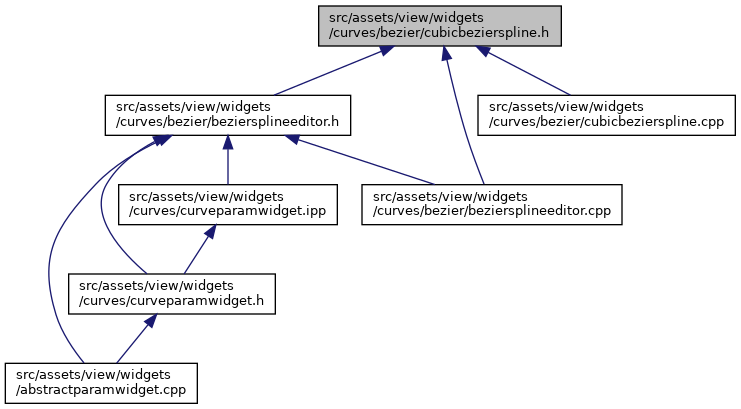 src/assets/view/widgets
/curves/bezier/cubicbezierspline.h
src/assets/view/widgets
/curves/bezier/beziersplineeditor.h
src/assets/view/widgets
/curves/bezier/cubicbezierspline.cpp
src/assets/view/widgets
/curves/curveparamwidget.ipp
src/assets/view/widgets
/curves/bezier/beziersplineeditor.cpp
src/assets/view/widgets
/curves/curveparamwidget.h
src/assets/view/widgets
/abstractparamwidget.cpp